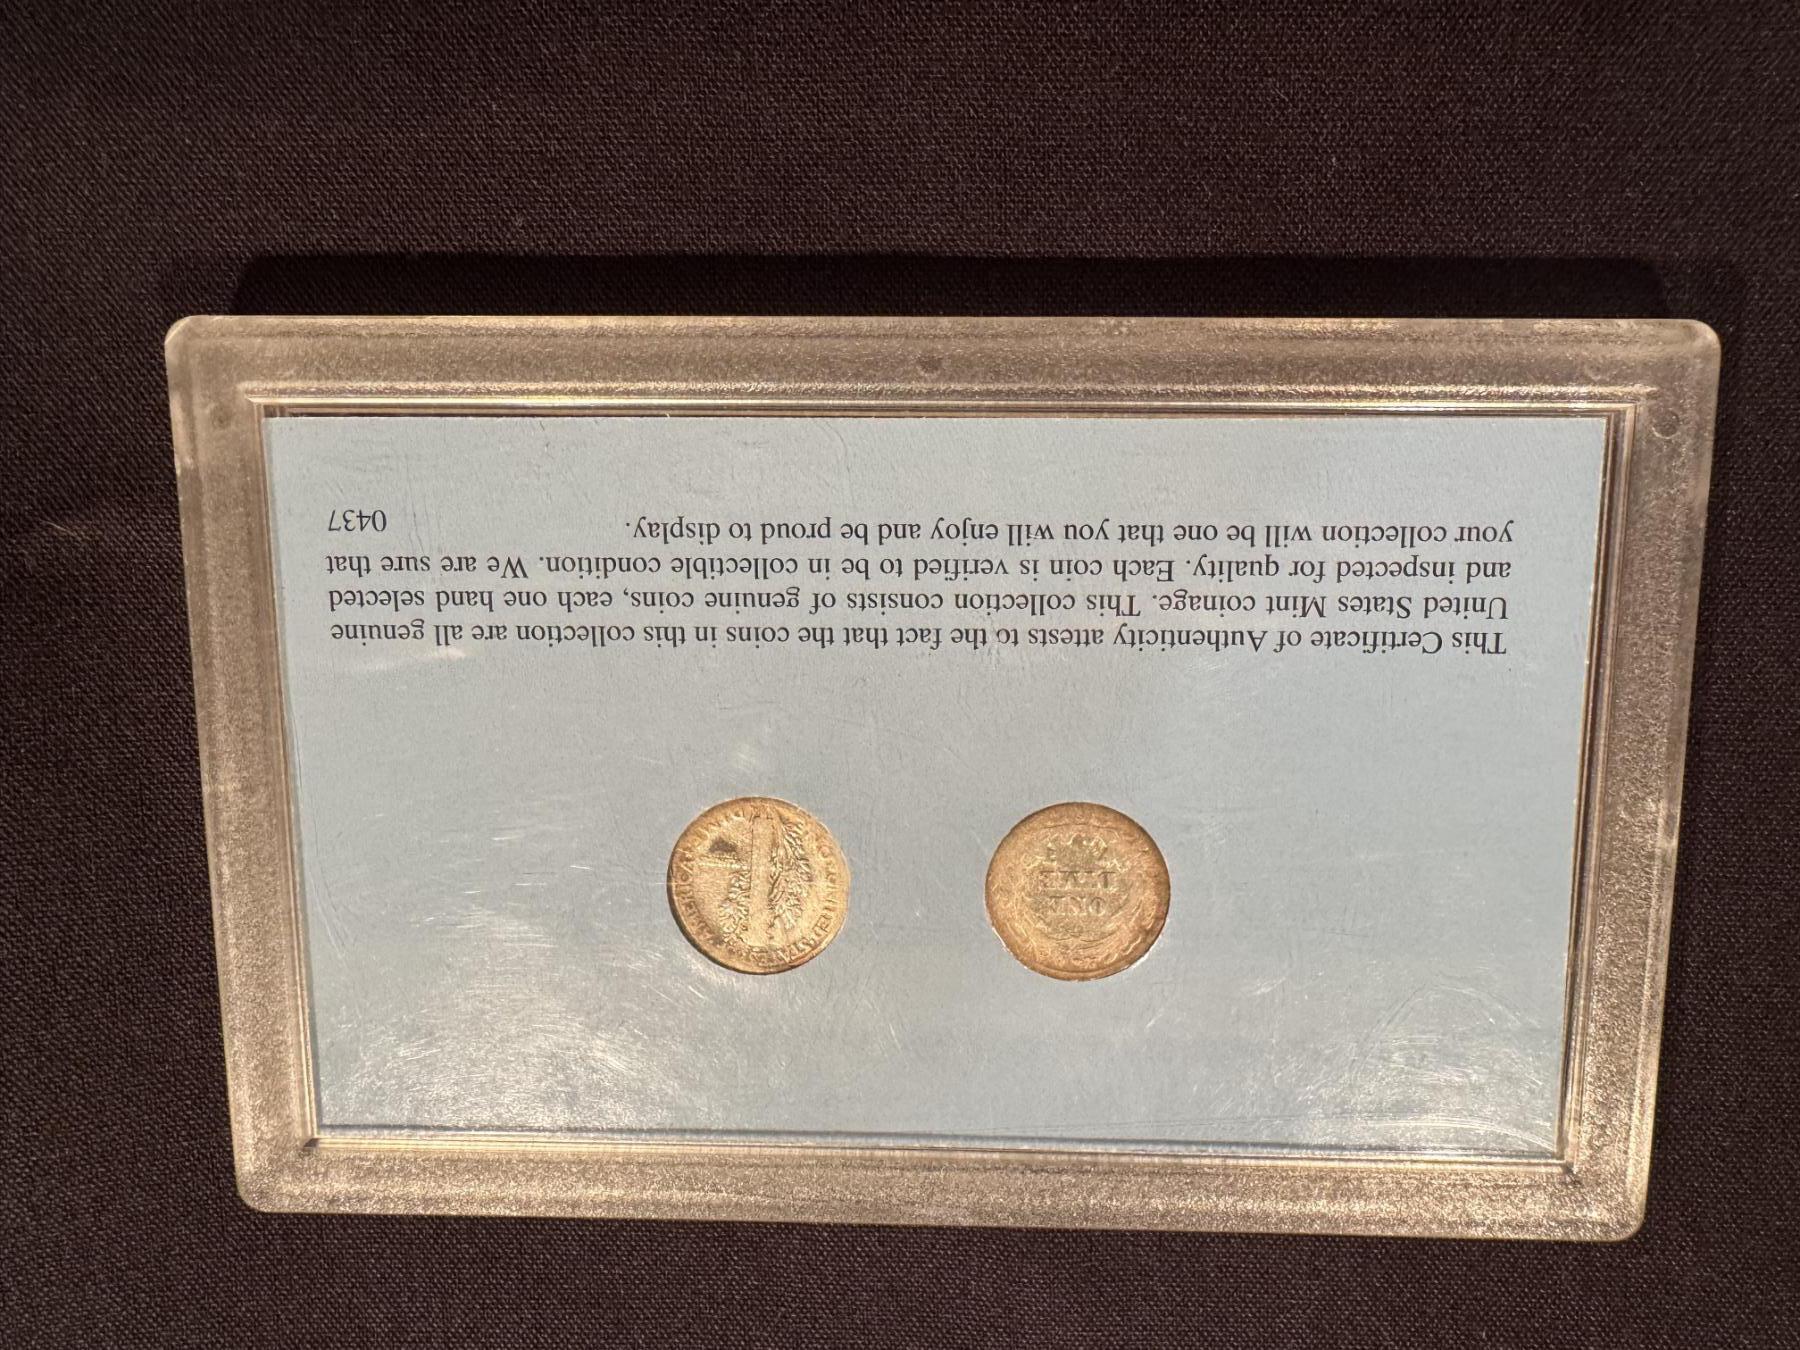 This Certificate of Authenticity attests to the fact that the coins in this collection are all genuine
United States Mint coinage. This collection consists of genuine coins, each one hand selected
and inspected for quality. Each coin is verified to be in collectible condition. We are sure that
your collection will be one that you will enjoy and be proud to display. 0437
ONE
DIME